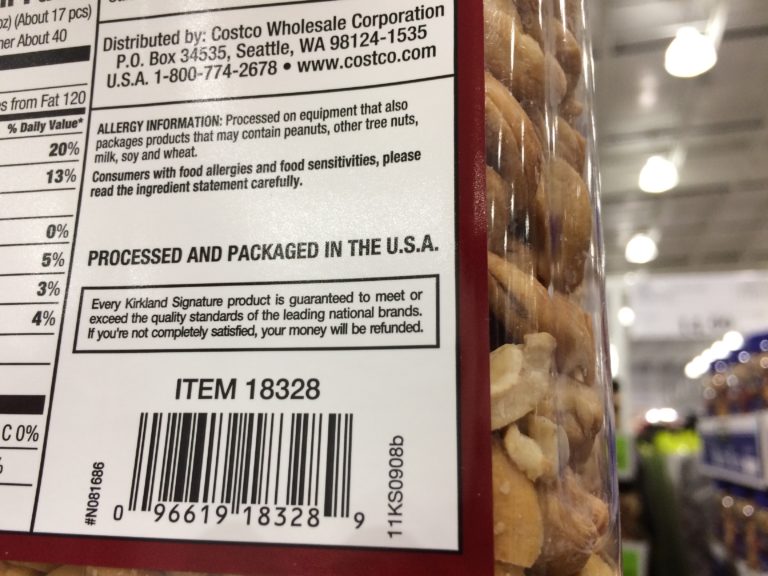 oz) (About 17 pcs)
ner About 40
s from Fat 120
% Daily Value*
20%
13%
0%
5%
3%
4%
C 0%
Distributed by: Costco Wholesale Corporation
P.O. Box 34535, Seattle, WA 98124-1535
U.S.A. 1-800-774-2678 • www.costco.com
ALLERGY INFORMATION: Processed on equipment that also
packages products that may contain peanuts, other tree nuts,
milk, soy and wheat.
Consumers with food allergies and food sensitivities, please
read the ingredient statement carefully.
PROCESSED AND PACKAGED IN THE U.S.A.
Every Kirkland Signature product is guaranteed to meet or
exceed the quality standards of the leading national brands.
If you're not completely satisfied, your money will be refunded.
ITEM 18328
#N081686
0 96619 18328 9
11KS0908b